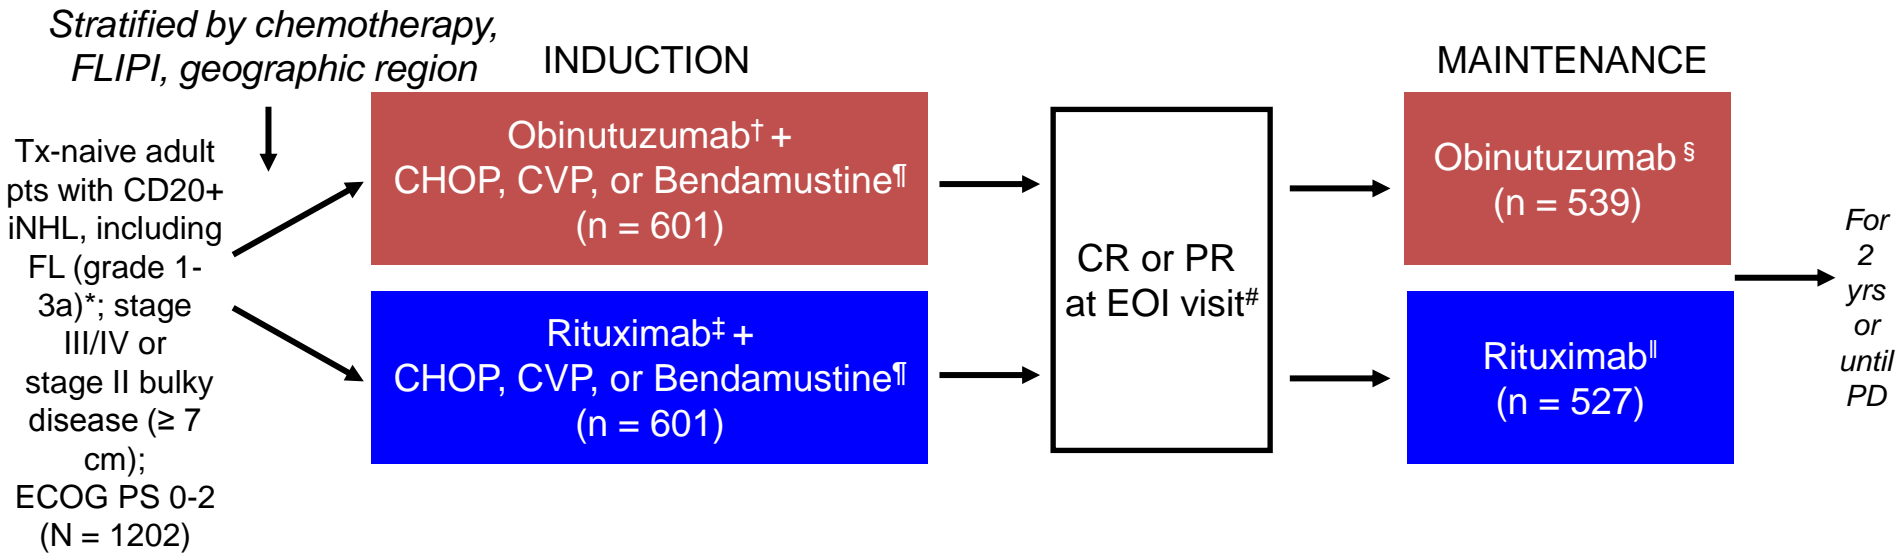 Stratified by chemotherapy,
FLIPI, geographic region
INDUCTION
MAINTENANCE
Tx-naive adult
pts with CD20+
iNHL, including
FL (grade 1-
3a)*; stage
III/IV or
stage II bulky
disease (≥ 7
cm);
ECOG PS 0-2
(N = 1202)
Obinutuzumab† +
CHOP, CVP, or Bendamustine¶
(n = 601)
Rituximab‡ +
CHOP, CVP, or Bendamustine¶
(n = 601)
CR or PR
at EOI visit#
Obinutuzumab §
(n = 539)
Rituximab‖
(n = 527)
For
2
yrs
or
until
PD